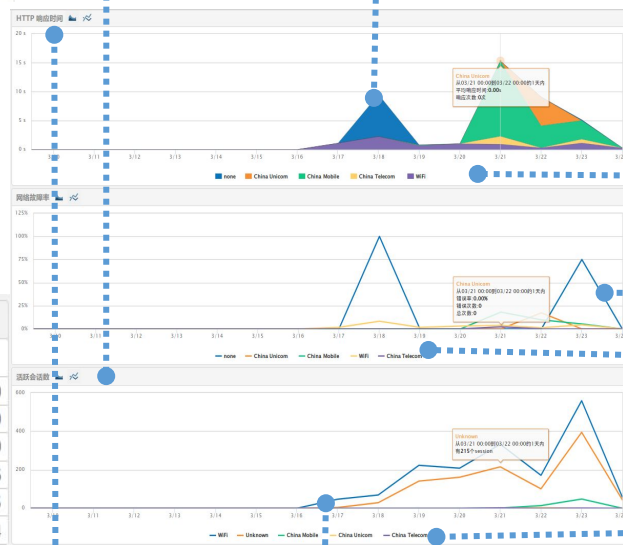 HTTP 响应时间
20 s
15 s
10 s
5 s
0 s
China Unicom
从03/21 00:00到03/22 00:00的1天内
平均响应时间:0.00s
响应次数:0次
3/10 3/11 3/12 3/13 3/14 3/15 3/16 3/17 3/18 3/19 3/20 3/21 3/22 3/23
none China Unicom China Mobile China Telecom WiFi
网络故障率
125%
100%
75%
50%
25%
0%
China Unicom
从03/21 00:00到03/22 00:00的1天内
错误率:0.00%
错误次数:0
总次数:0
3/10 3/11 3/12 3/13 3/14 3/15 3/16 3/17 3/18 3/19 3/20 3/21 3/22 3/23
none China Unicom China Mobile WiFi China Telecom
活跃会话数
600
400
200
0
Unknown
从03/21 00:00到03/22 00:00的1天内
有215个session
3/10 3/11 3/12 3/13 3/14 3/15 3/16 3/17 3/18 3/19 3/20 3/21 3/22 3/23
WiFi Unknown China Mobile China Unicom China Telecom